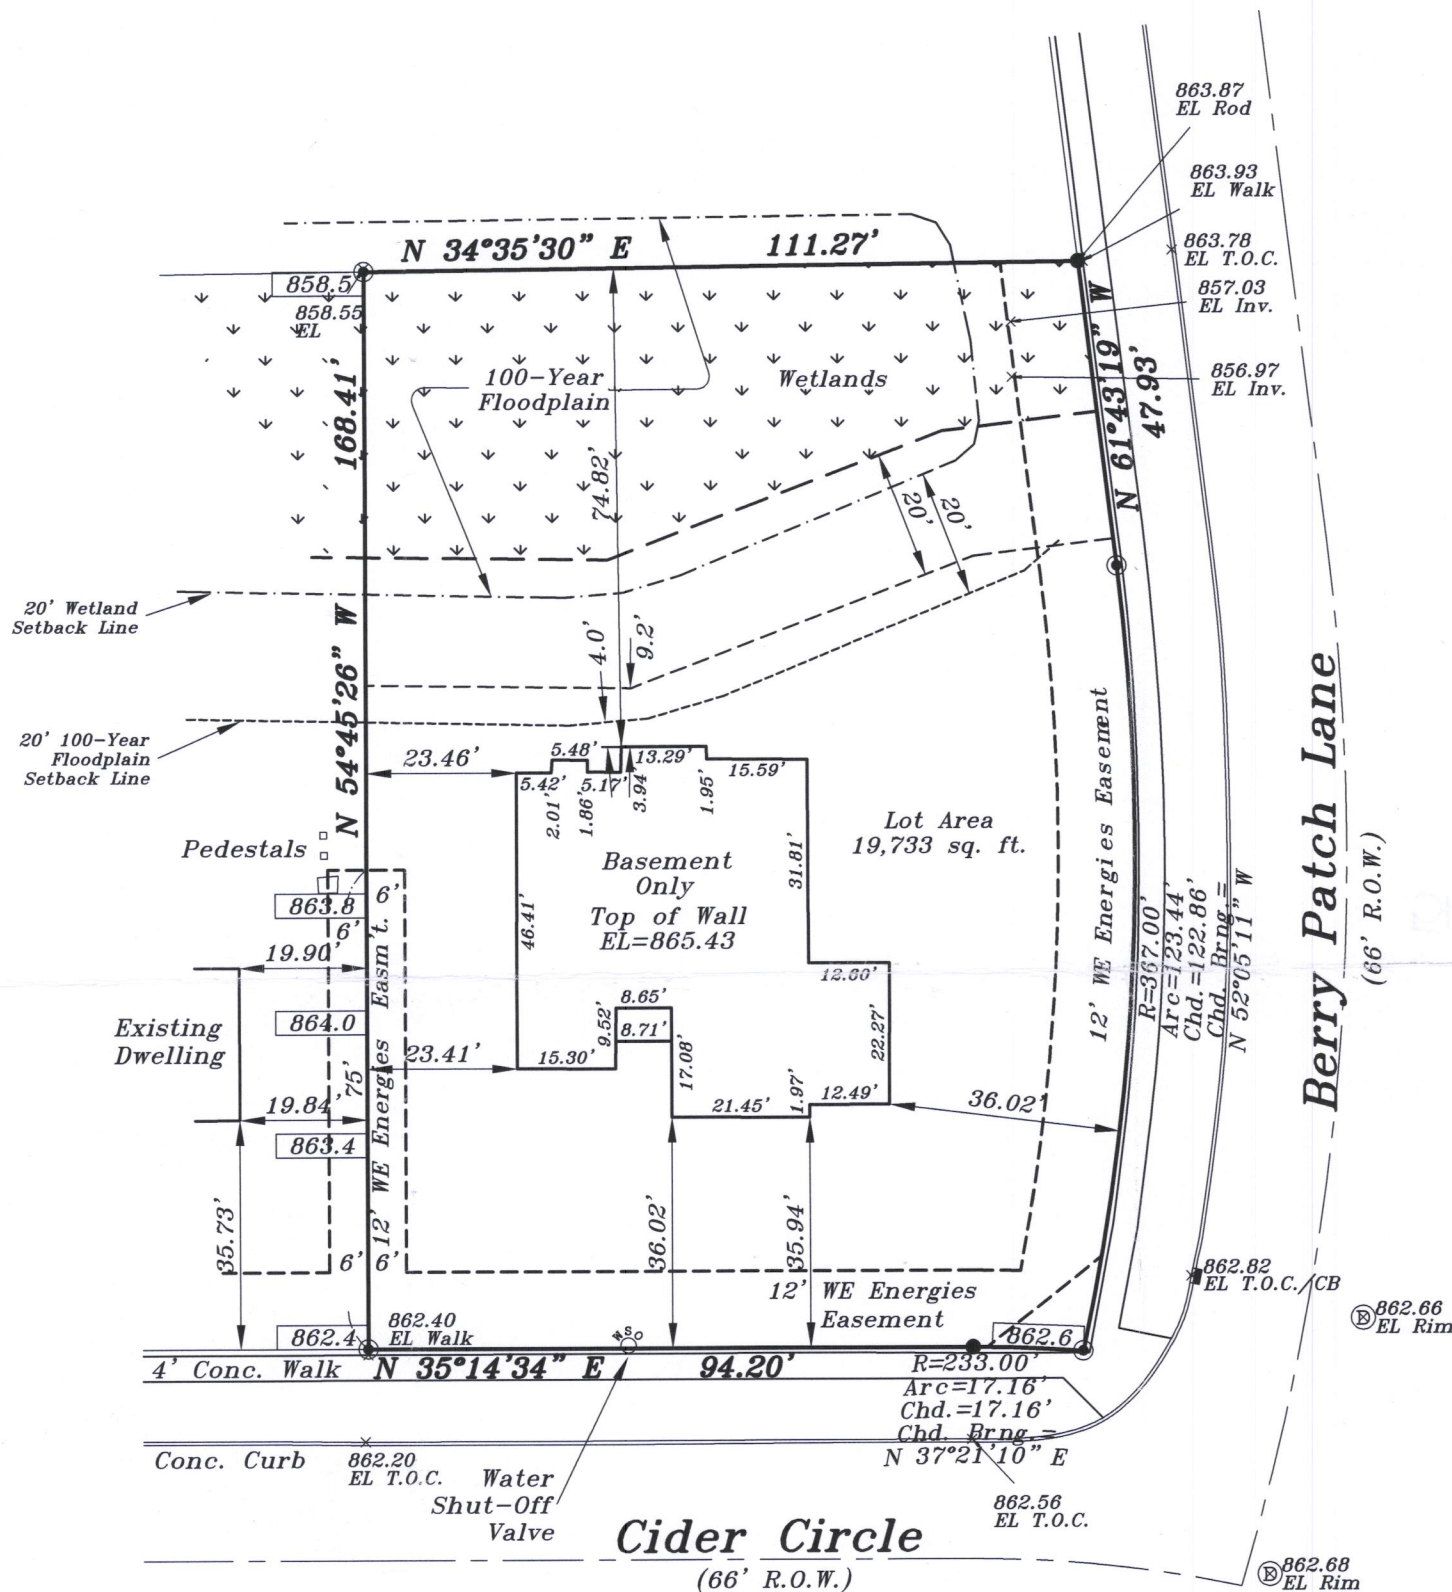 863.87
EL Rod
863.93
EL Walk
863.78
EL T.O.C.
857.03
EL Inv.
856.97
EL Inv.
N 34°35'30" E 111.27'
858.5
858.55
EL
168.41'
N 54°45'26" W
100-Year
Floodplain
Wetlands
74.82'
N 61°43'19" W
47.93'
20'
20'
20' Wetland
Setback Line
4.0'
9.2'
20' 100-Year
Floodplain
Setback Line
23.46'
5.48'
13.29'
15.59'
5.42'
5.17'
2.01'
1.86'
3.94'
1.95'
Lot Area
19,733 sq. ft.
Pedestals
Basement
Only
Top of Wall
EL=865.43
31.81'
46.41'
863.8
6'
6'
19.90'
12.60'
Existing
Dwelling
864.0
8.65'
9.52'
8.71'
22.27'
23.41'
15.30'
17.08'
75'
19.84'
21.45'
1.97'
12.49'
36.02'
863.4
12' WE Energies Easm't.
12' WE Energies Easement
R=367.00'
Arc=123.44'
Chd.=122.86'
Chd. Brng.=
N 52°05'11" W
Berry Patch Lane
(66' R.O.W.)
35.73'
36.02'
35.94'
6'
6'
12' WE Energies
Easement
862.82
EL T.O.C./CB
862.66
EL Rim
862.4
862.40
EL Walk
WSO
862.6
4' Conc. Walk
N 35°14'34" E 94.20'
R=233.00'
Arc=17.16'
Chd.=17.16'
Chd. Brng.=
N 37°21'10" E
Conc. Curb
862.20
EL T.O.C.
Water
Shut-Off
Valve
862.56
EL T.O.C.
Cider Circle
(66' R.O.W.)
862.68
EL Rim